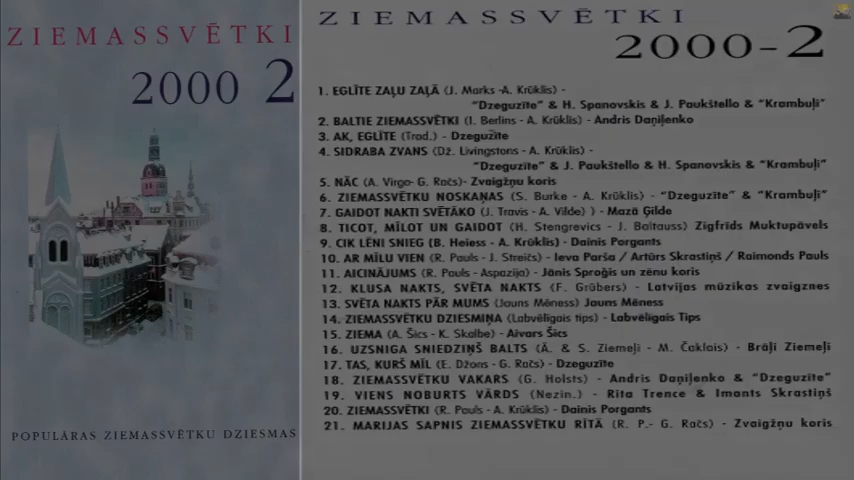 ZIEMASSVĒTKI
2000 2
POPULĀRAS ZIEMASSVĒTKU DZIESMAS
ZIEMASSVĒTKI
2000-2
1. EGLĪTE ZAĻU ZAĻĀ (J. Marks -A. Krūklis) -
"Dzeguzīte" & H. Spanovskis & J. Paukštello & "Krambuļi"
2. BALTIE ZIEMASSVĒTKI (I. Berlins - A. Krūklis) - Andris Daņiļenko
3. AK, EGLĪTE (Trad.) - Dzeguzīte
4. SIDRABA ZVANS (Dž. Livingstons - A. Krūklis) -
"Dzeguzīte" & J. Paukštello & H. Spanovskis & "Krambuļi"
5. NĀC (A. Virga- G. Račs)- Zvaigžņu koris
6. ZIEMASSVĒTKU NOSKAŅAS (S. Burke - A. Krūklis) - "Dzeguzīte" & "Krambuļi"
7. GAIDOT NAKTI SVĒTĀKO (J. Travis - A. Vilde) ) - Mazā Ģilde
8. TICOT, MĪLOT UN GAIDOT (H. Stengrevics - J. Baltauss) Zigfrīds Muktupāvels
9. CIK LĒNI SNIEG (B. Heiess - A. Krūklis) - Dainis Porgants
10. AR MĪLU VIEN (R. Pauls - J. Streičs) - Ieva Parša / Artūrs Skrastiņš / Raimonds Pauls
11. AICINĀJUMS (R. Pauls - Aspazija) - Jānis Sproģis un zēnu koris
12. KLUSA NAKTS, SVĒTA NAKTS (F. Grūbers) - Latvijas mūzikas zvaigznes
13. SVĒTA NAKTS PĀR MUMS (Jauns Mēness) Jauns Mēness
14. ZIEMASSVĒTKU DZIESMIŅA (Labvēlīgais tips) - Labvēlīgais Tips
15. ZIEMA (A. Šics - K. Skalbe) - Aivars Šics
16. UZSNIGA SNIEDZIŅŠ BALTS (A. & S. Ziemeļi - M. Čaklais) - Brāļi Ziemeļi
17. TAS, KURŠ MĪL (E. Džons - G. Račs) - Dzeguzīte
18. ZIEMASSVĒTKU VAKARS (G. Holsts) - Andris Daņiļenko & "Dzeguzīte"
19. VIENS NOBURTS VĀRDS (Nezin.) - Rita Trence & Imants Skrastiņš
20. ZIEMASSVĒTKI (R. Pauls - A. Krūklis) - Dainis Porgants
21. MARIJAS SAPNIS ZIEMASSVĒTKU RĪTĀ (R. P.- G. Račs) - Zvaigžņu koris